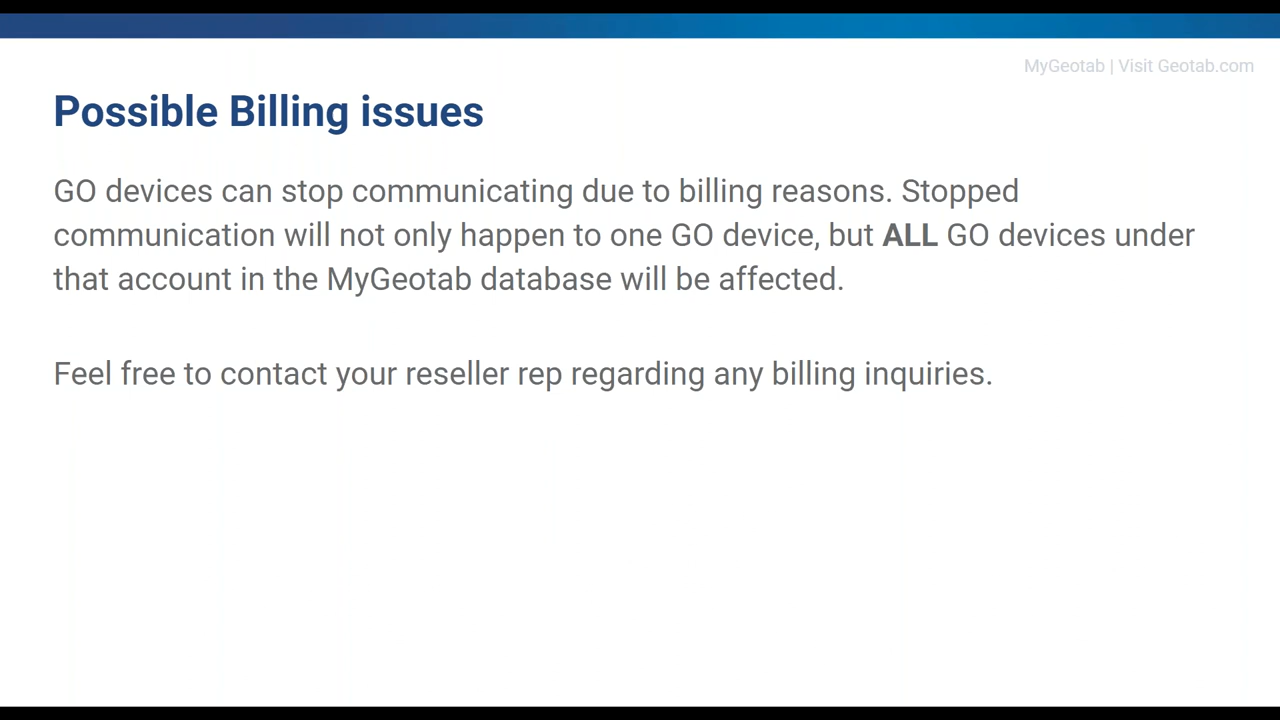 MyGeotab | Visit Geotab.com
Possible Billing issues
GO devices can stop communicating due to billing reasons. Stopped
communication will not only happen to one GO device, but ALL GO devices under
that account in the MyGeotab database will be affected.
Feel free to contact your reseller rep regarding any billing inquiries.